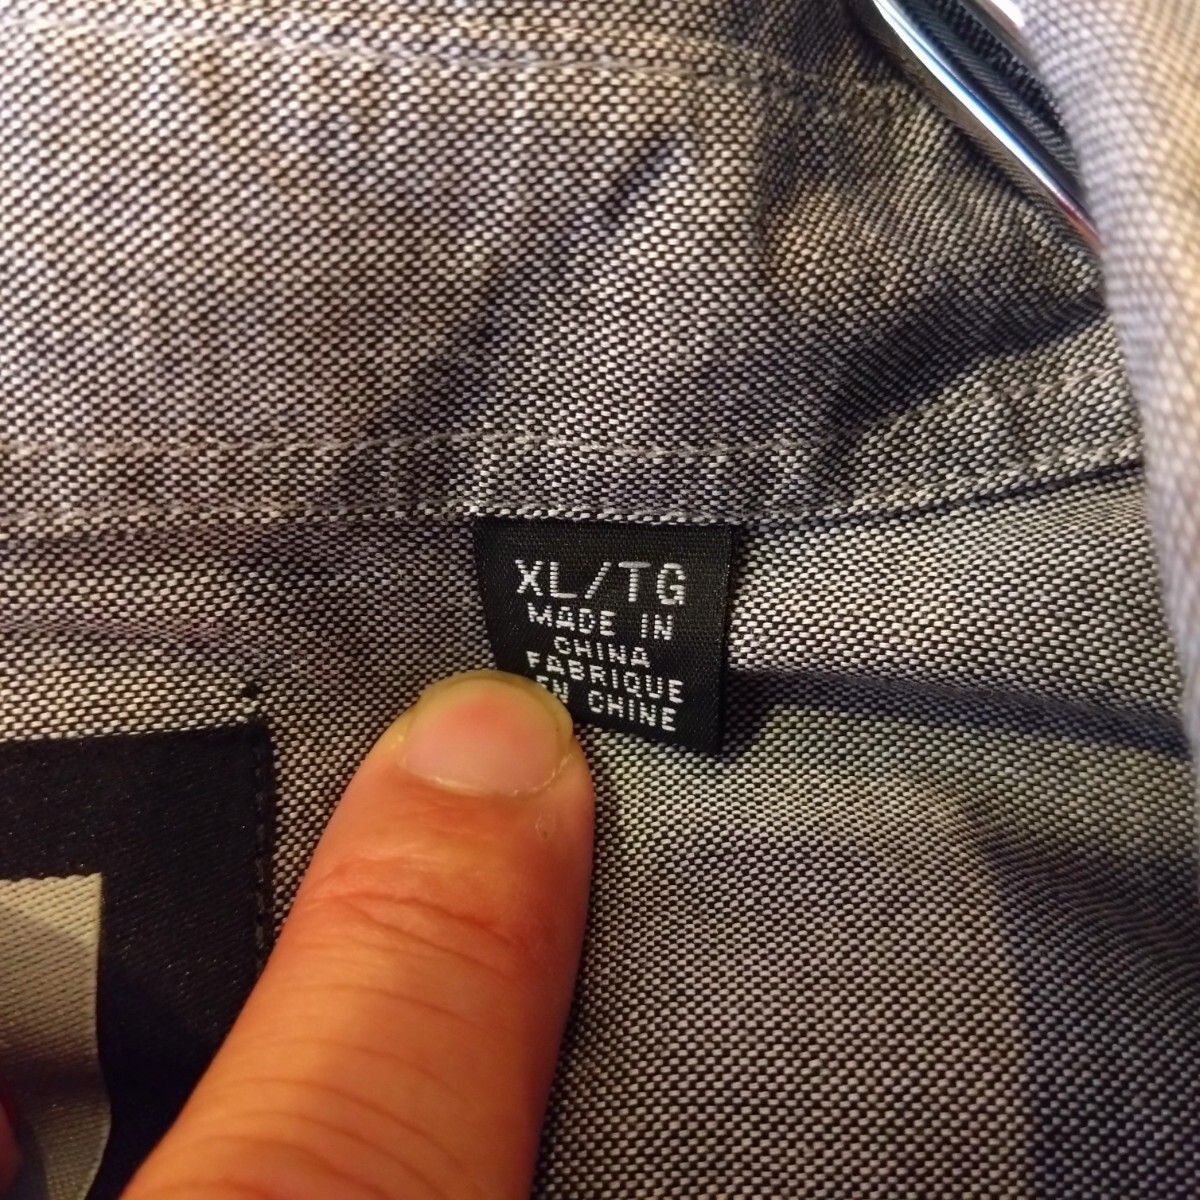 XL/TG
MADE IN
CHINA
FABRIQUE
EN CHINE